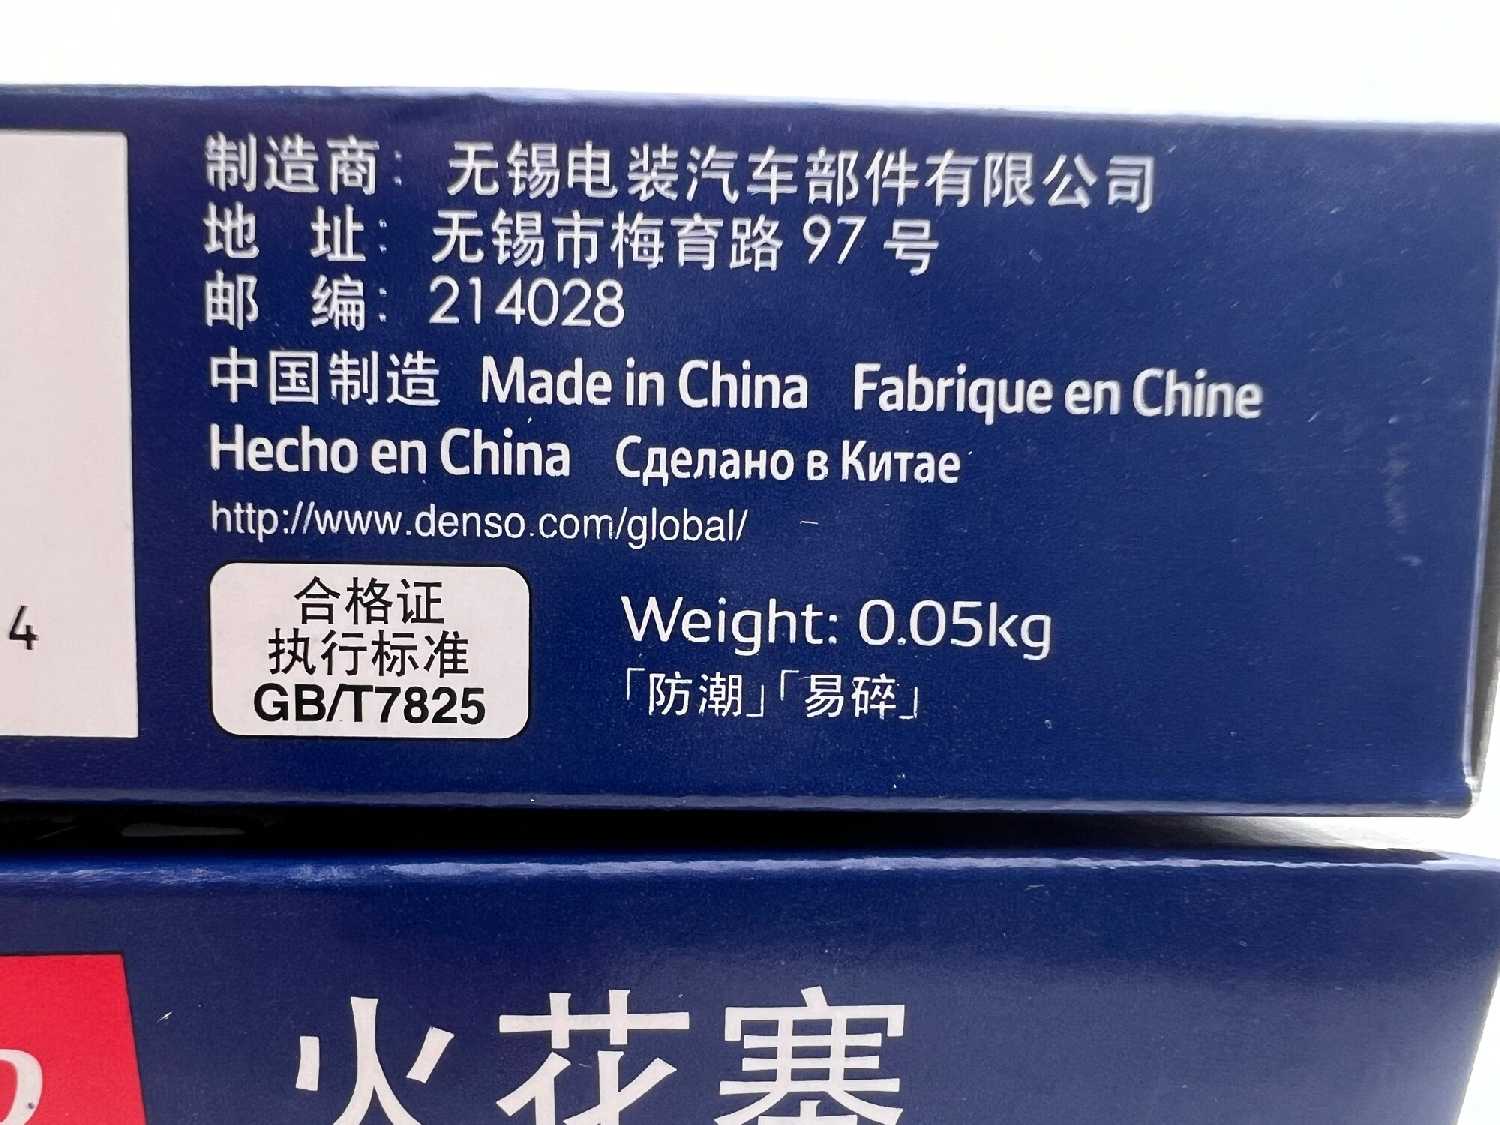 制造商：无锡电装汽车部件有限公司
地 址：无锡市梅育路 97 号
邮 编：214028
中国制造 Made in China Fabrique en Chine
Hecho en China Сделано в Китае
http://www.denso.com/global/
4
合格证
执行标准
GB/T7825
Weight: 0.05kg
「防潮」「易碎」
火花塞